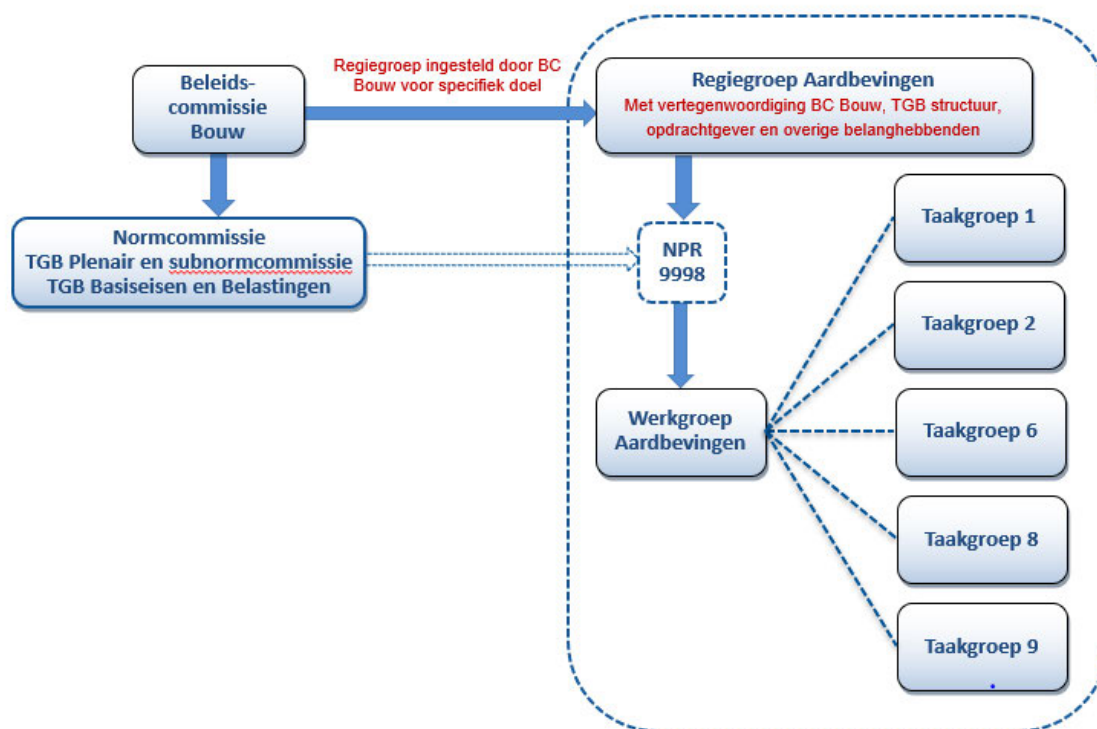 Beleids-
commissie
Bouw
Regiegroep ingesteld door BC
Bouw voor specifiek doel
Regiegroep Aardbevingen
Met vertegenwoordiging BC Bouw, TGB structuur,
opdrachtgever en overige belanghebbenden
Normcommissie
TGB Plenair en subnormcommissie
TGB Basiseisen en Belastingen
NPR
9998
Werkgroep
Aardbevingen
Taakgroep 1
Taakgroep 2
Taakgroep 6
Taakgroep 8
Taakgroep 9